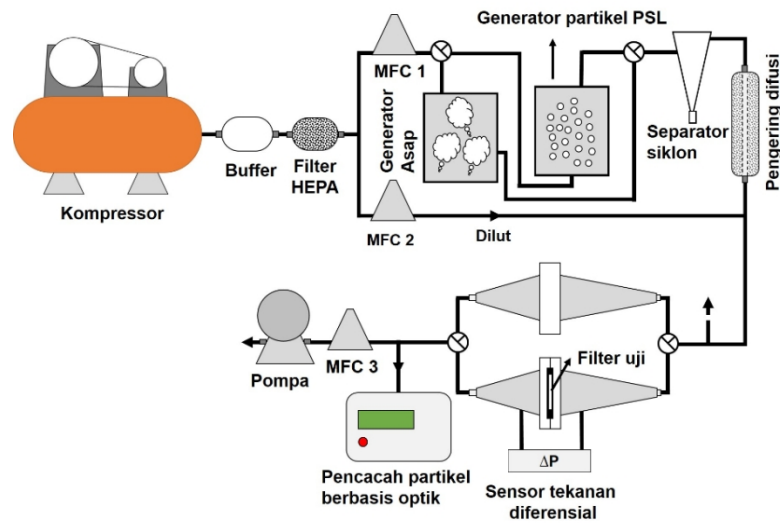 Generator partikel PSL
MFC 1
Generator
Asap
Separator
siklon
Pengering difusi
Buffer
Filter
HEPA
Kompressor
MFC 2
Dilut
Filter uji
Pompa
MFC 3
ΔP
Pencacah partikel
berbasis optik
Sensor tekanan
diferensial